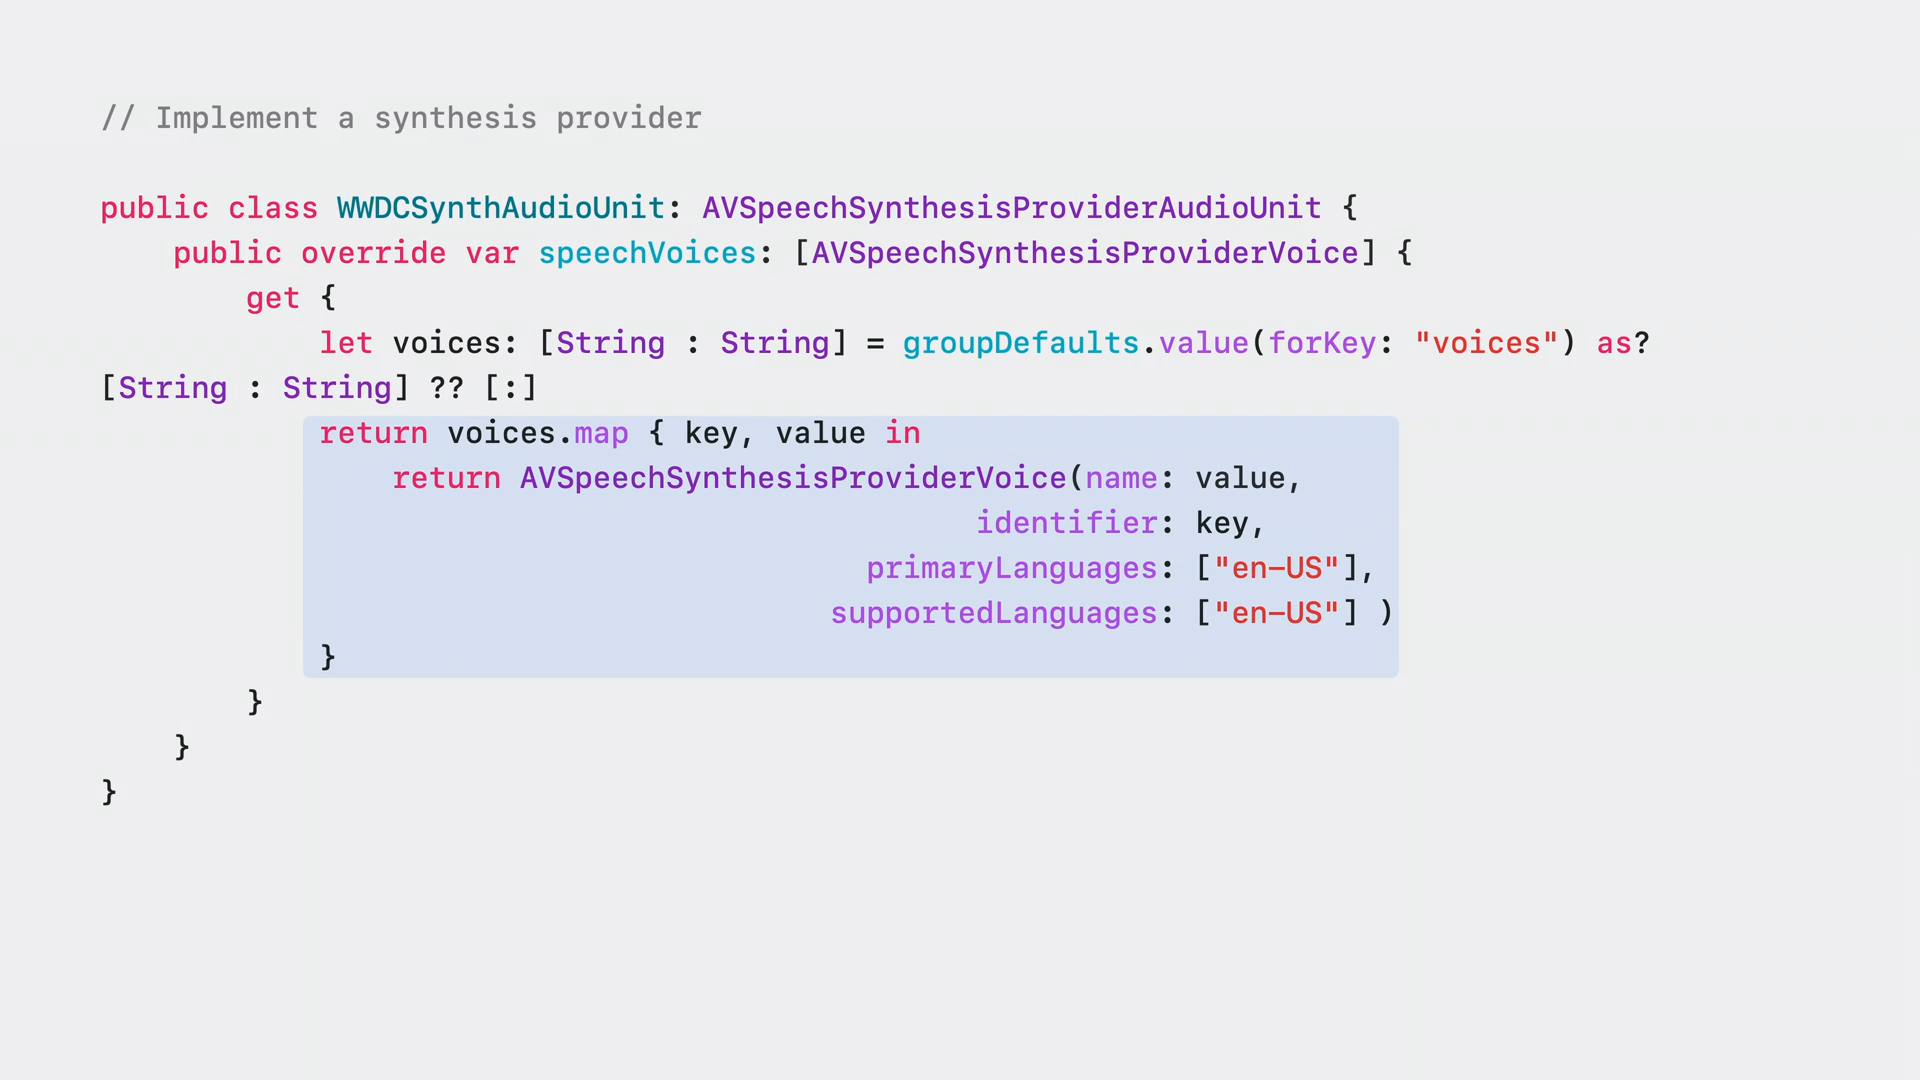 // Implement a synthesis provider
public class WWDCSynthAudioUnit: AVSpeechSynthesisProviderAudioUnit {
public override var speechVoices: [AVSpeechSynthesisProviderVoice] {
get {
let voices: [String : String] = groupDefaults.value(forKey: "voices") as?
[String : String] ?? [:]
return voices.map { key, value in
return AVSpeechSynthesisProviderVoice(name: value,
identifier: key,
primaryLanguages: ["en-US"],
supportedLanguages: ["en-US"] )
}
}
}
}